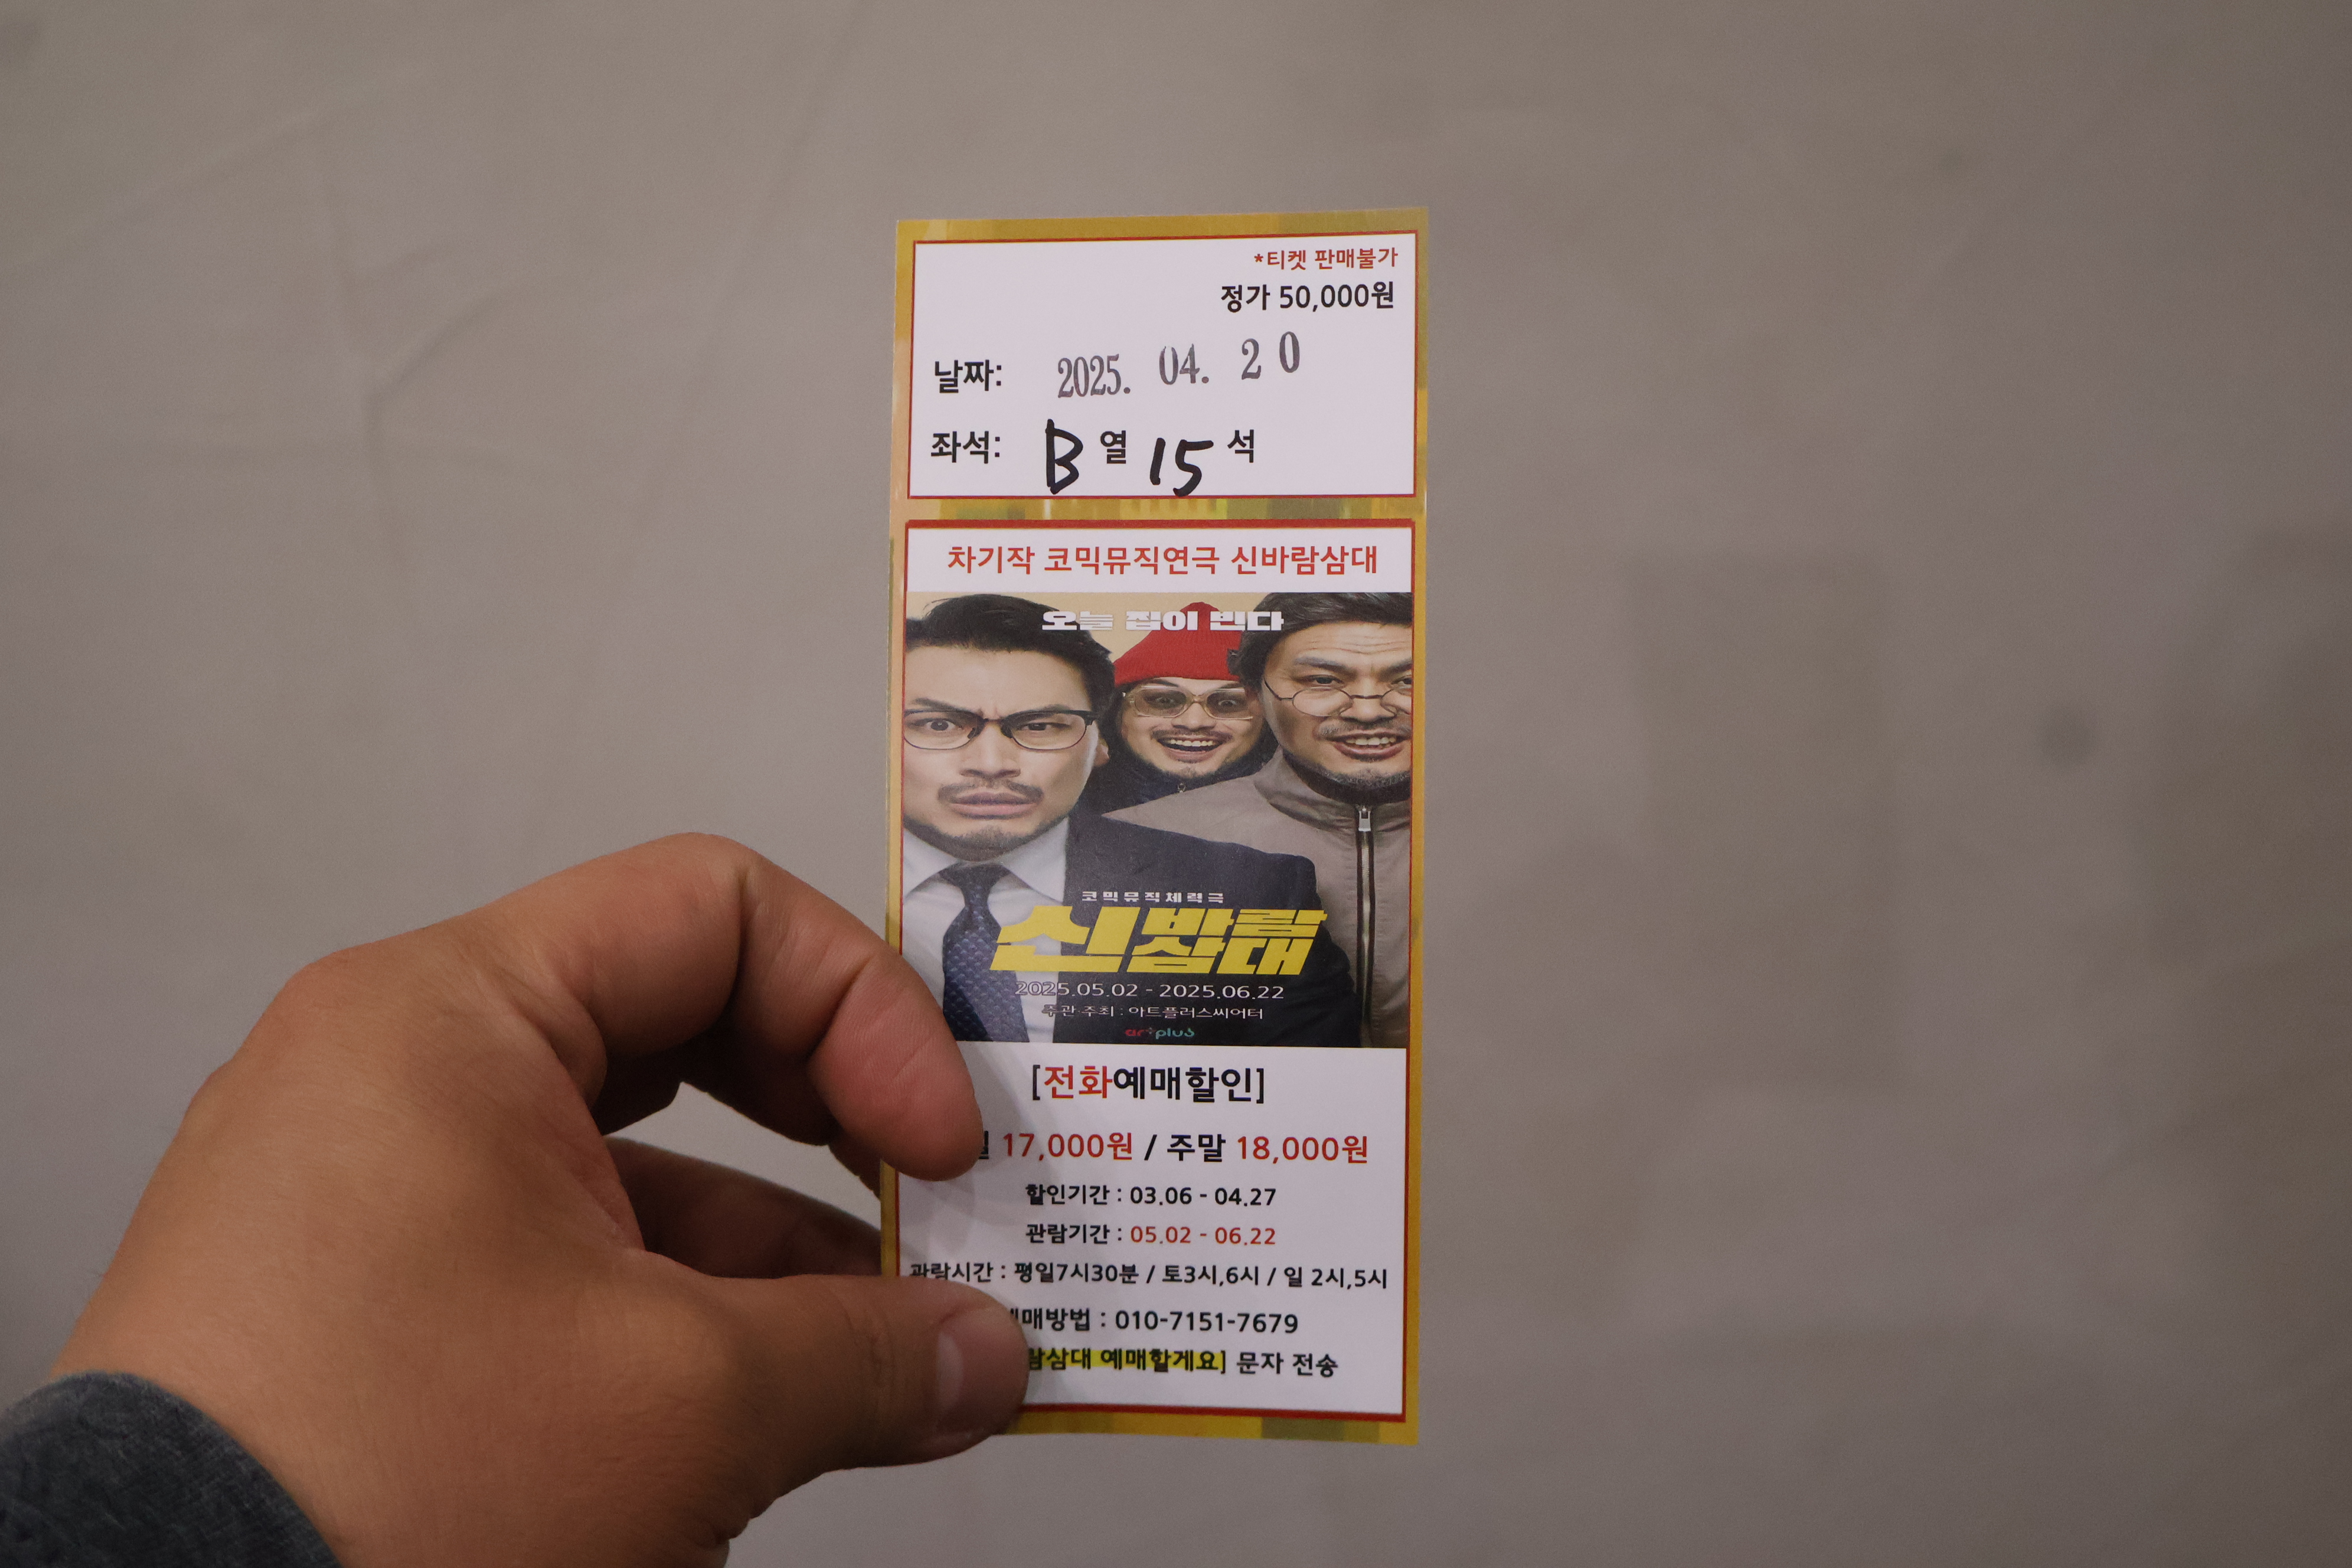 *티켓 판매불가
정가 50,000원
날짜: 2025. 04. 20
좌석: B 열 15 석
차기작 코믹뮤직연극 신바람삼대
오늘 집이 빈다
코믹뮤직체력극
신바람
삼대
2025.05.02 - 2025.06.22
주관·주최 : 아트플러스씨어터
artplus
[전화예매할인]
17,000원 / 주말 18,000원
할인기간 : 03.06 - 04.27
관람기간 : 05.02 - 06.22
관람시간 : 평일7시30분 / 토3시,6시 / 일 2시,5시
매방법 : 010-7151-7679
람삼대 예매할게요] 문자 전송